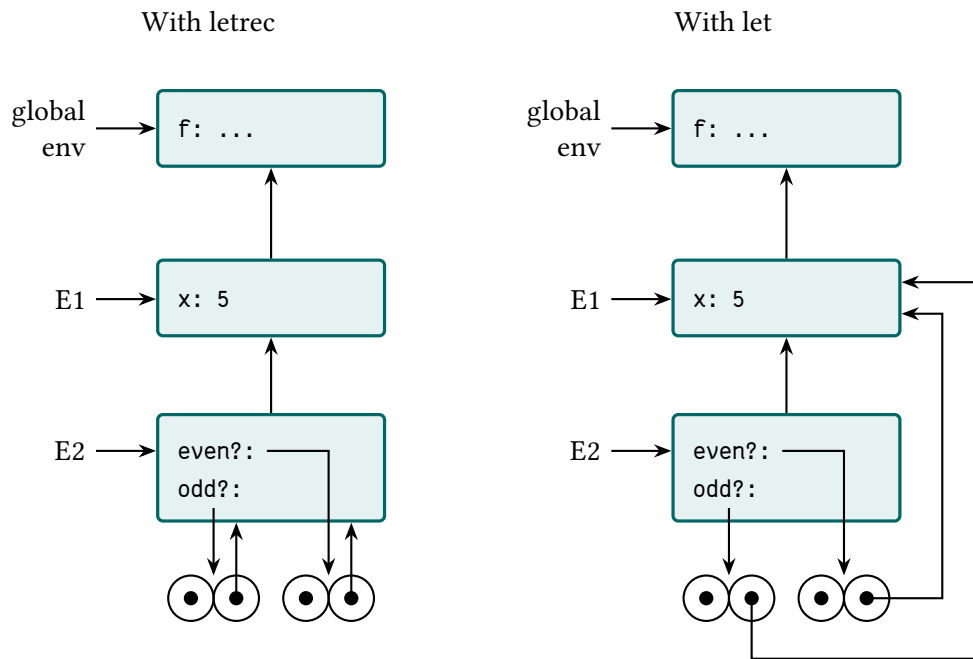 With letrec
global
env
f: ...
E1
x: 5
E2
even?:
odd?:
With let
global
env
f: ...
E1
x: 5
E2
even?:
odd?: